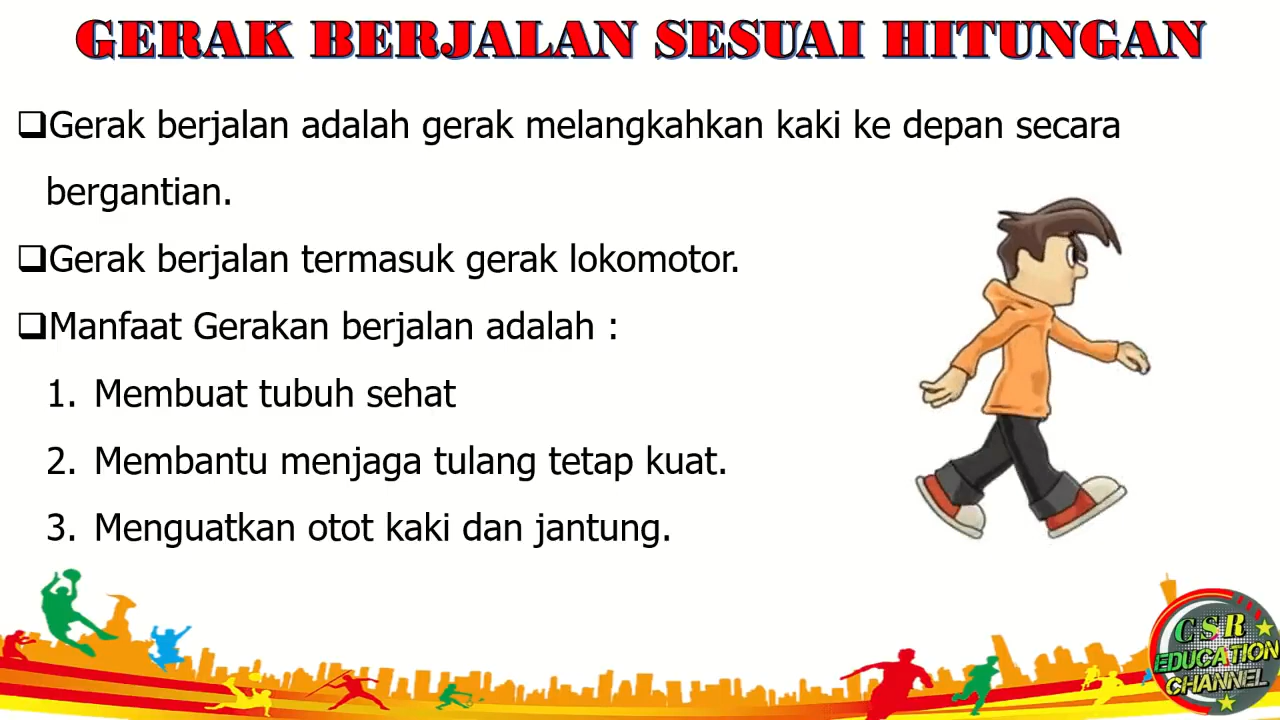 GERAK BERJALAN SESUAI HITUNGAN
❑Gerak berjalan adalah gerak melangkahkan kaki ke depan secara
bergantian.
❑Gerak berjalan termasuk gerak lokomotor.
❑Manfaat Gerakan berjalan adalah :
1. Membuat tubuh sehat
2. Membantu menjaga tulang tetap kuat.
3. Menguatkan otot kaki dan jantung.
CSR
EDUCATION
CHANNEL